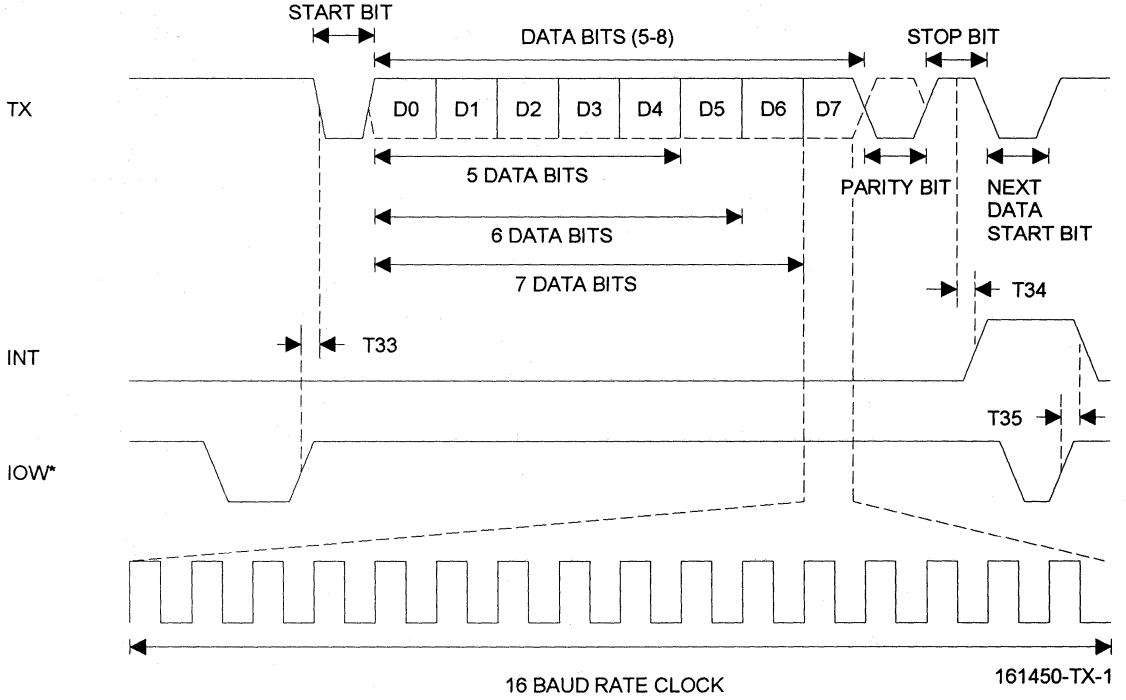 START BIT
DATA BITS (5-8)
STOP BIT
TX
D0 D1 D2 D3 D4 D5 D6 D7
5 DATA BITS
PARITY BIT
NEXT
DATA
START BIT
6 DATA BITS
7 DATA BITS
T34
T33
INT
T35
IOW*
16 BAUD RATE CLOCK
161450-TX-1